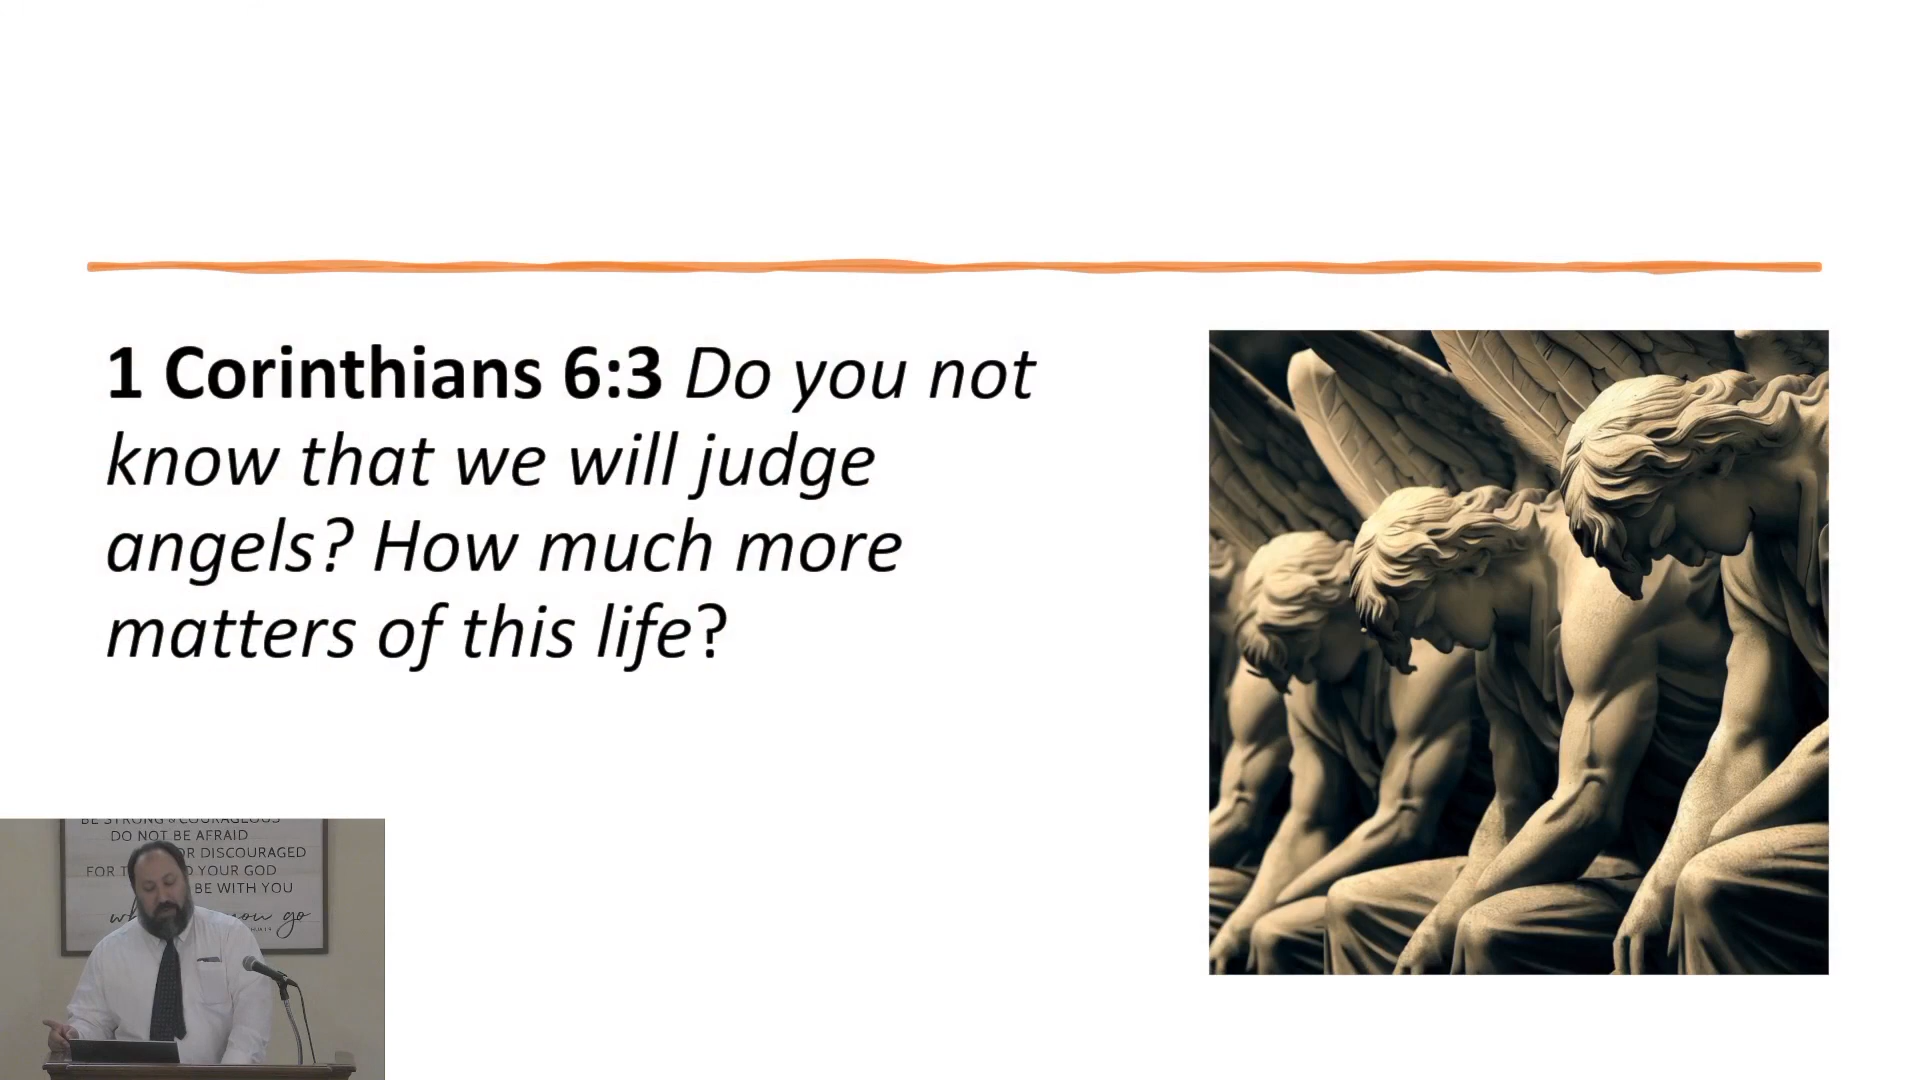 1 Corinthians 6:3 Do you not
know that we will judge
angels? How much more
matters of this life?
BE STRONG & COURAGEOUS
DO NOT BE AFRAID
OR DISCOURAGED
FOR YOUR GOD
BE WITH YOU
go